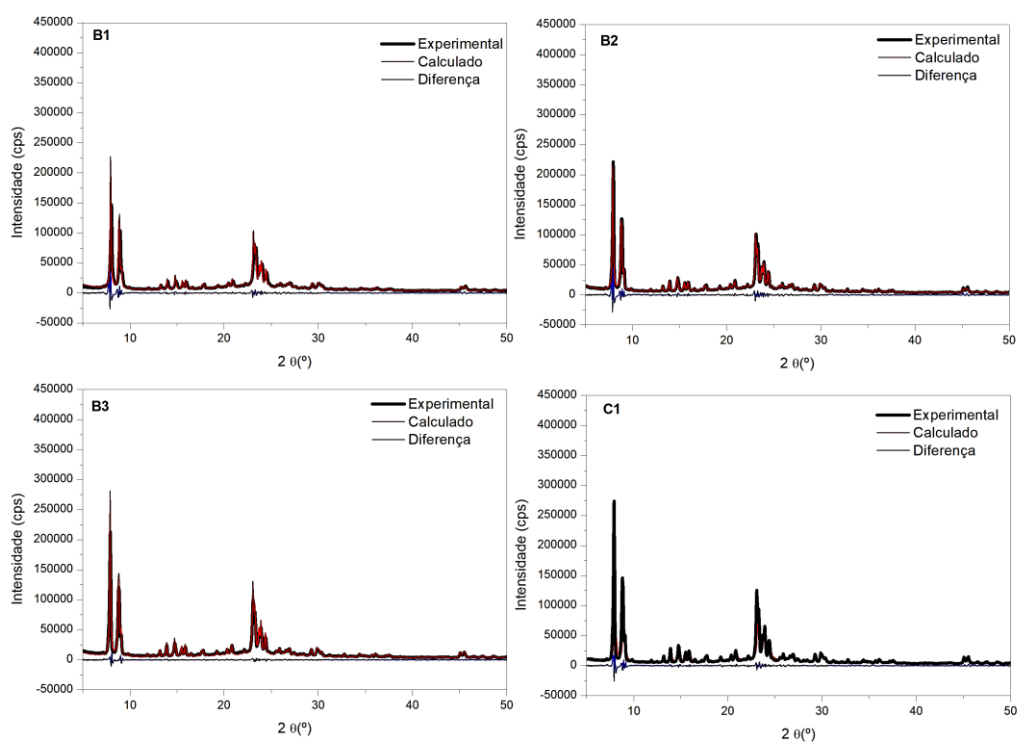 B1
Experimental
Calculado
Diferença
450000
400000
350000
300000
250000
200000
150000
100000
50000
0
-50000
Intensidade (cps)
10 20 30 40 50
2 θ(º)
B2
Experimental
Calculado
Diferença
450000
400000
350000
300000
250000
200000
150000
100000
50000
0
-50000
Intensidade (cps)
10 20 30 40 50
2 θ(º)
B3
Experimental
Calculado
Diferença
450000
400000
350000
300000
250000
200000
150000
100000
50000
0
-50000
Intensidade (cps)
10 20 30 40 50
2 θ(º)
C1
Experimental
Calculado
Diferença
450000
400000
350000
300000
250000
200000
150000
100000
50000
0
-50000
Intensidade (cps)
10 20 30 40 50
2 θ(º)